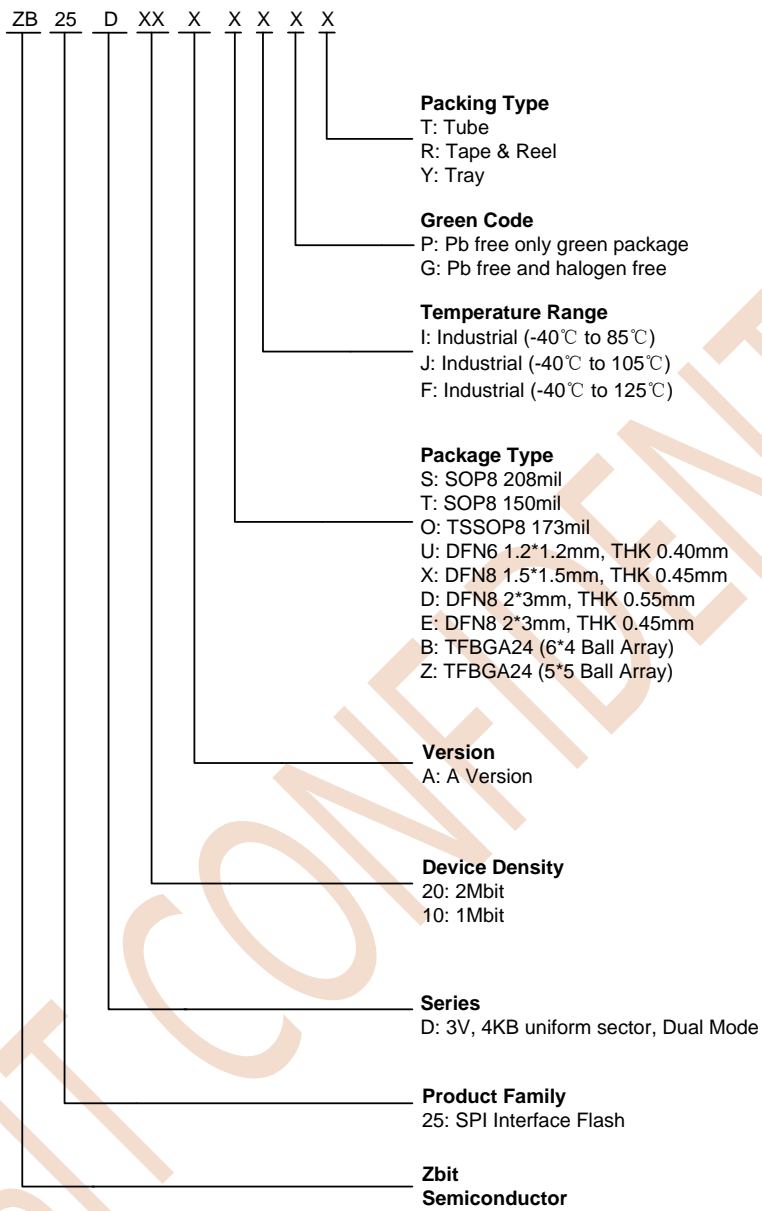 ZB 25 D XX X X X X X
Packing Type
T: Tube
R: Tape & Reel
Y: Tray
Green Code
P: Pb free only green package
G: Pb free and halogen free
Temperature Range
I: Industrial (-40℃ to 85℃)
J: Industrial (-40℃ to 105℃)
F: Industrial (-40℃ to 125℃)
Package Type
S: SOP8 208mil
T: SOP8 150mil
O: TSSOP8 173mil
U: DFN6 1.2*1.2mm, THK 0.40mm
X: DFN8 1.5*1.5mm, THK 0.45mm
D: DFN8 2*3mm, THK 0.55mm
E: DFN8 2*3mm, THK 0.45mm
B: TFBGA24 (6*4 Ball Array)
Z: TFBGA24 (5*5 Ball Array)
Version
A: A Version
Device Density
20: 2Mbit
10: 1Mbit
Series
D: 3V, 4KB uniform sector, Dual Mode
Product Family
25: SPI Interface Flash
Zbit
Semiconductor